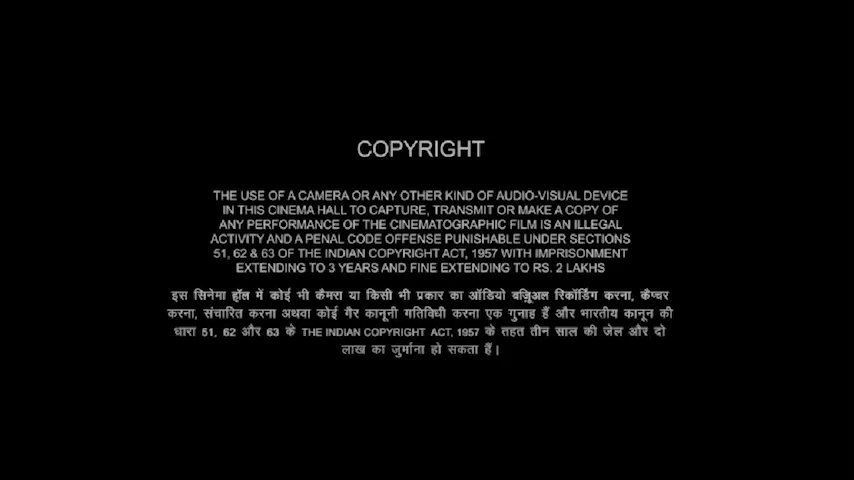 COPYRIGHT
THE USE OF A CAMERA OR ANY OTHER KIND OF AUDIO-VISUAL DEVICE
IN THIS CINEMA HALL TO CAPTURE, TRANSMIT OR MAKE A COPY OF
ANY PERFORMANCE OF THE CINEMATOGRAPHIC FILM IS AN ILLEGAL
ACTIVITY AND A PENAL CODE OFFENSE PUNISHABLE UNDER SECTIONS
51, 62 & 63 OF THE INDIAN COPYRIGHT ACT, 1957 WITH IMPRISONMENT
EXTENDING TO 3 YEARS AND FINE EXTENDING TO RS. 2 LAKHS
इस सिनेमा हॉल में कोई भी कैमरा या किसी भी प्रकार का ऑडियो वज़िुअल रिकॉर्डिंग करना, कैप्चर
करना, संचारित करना अथवा कोई गैर कानूनी गतिविधी करना एक गुनाह हैं और भारतीय कानून की
धारा 51, 62 और 63 के THE INDIAN COPYRIGHT ACT, 1957 के तहत तीन साल की जेल और दो
लाख का जुर्माना हो सकता हैं।